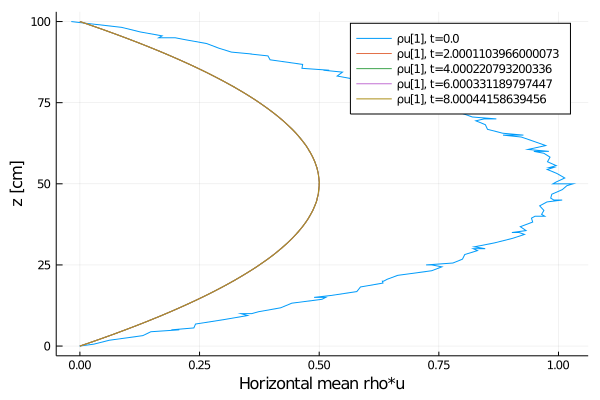 100
75
50
25
0
z [cm]
ρu[1], t=0.0
ρu[1], t=2.0001103966000073
ρu[1], t=4.000220793200336
ρu[1], t=6.000331189797447
ρu[1], t=8.00044158639456
0.00
0.25
0.50
0.75
1.00
Horizontal mean rho*u